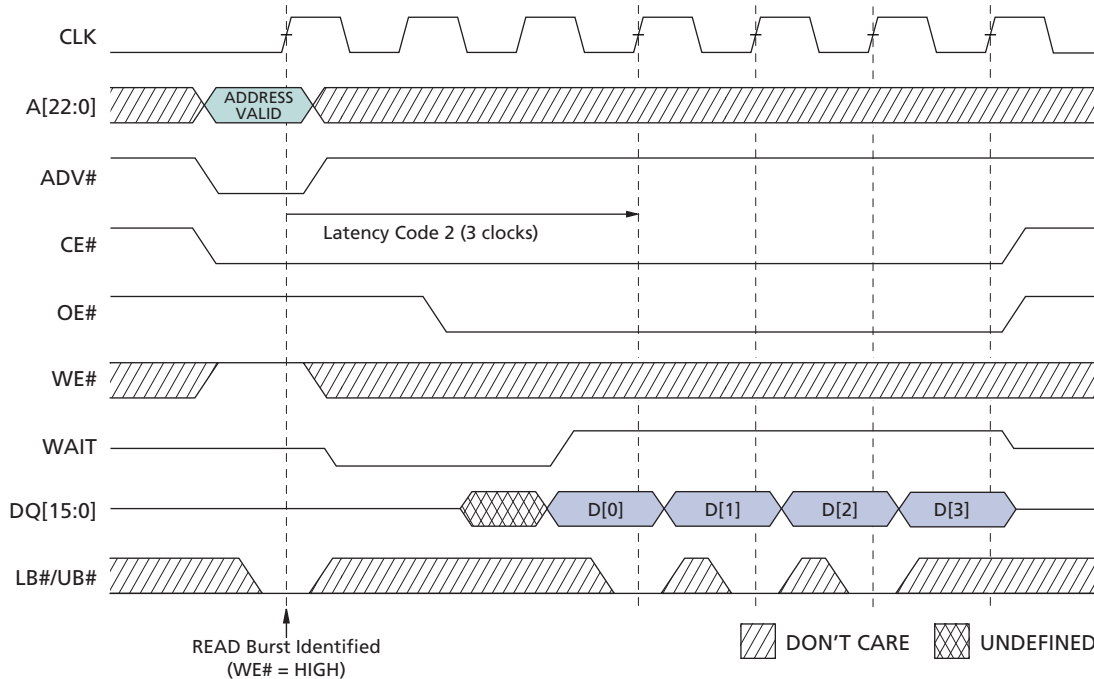 CLK
A[22:0]
ADDRESS
VALID
ADV#
Latency Code 2 (3 clocks)
CE#
OE#
WE#
WAIT
DQ[15:0]
D[0]
D[1]
D[2]
D[3]
LB#/UB#
READ Burst Identified
(WE# = HIGH)
DON'T CARE
UNDEFINED